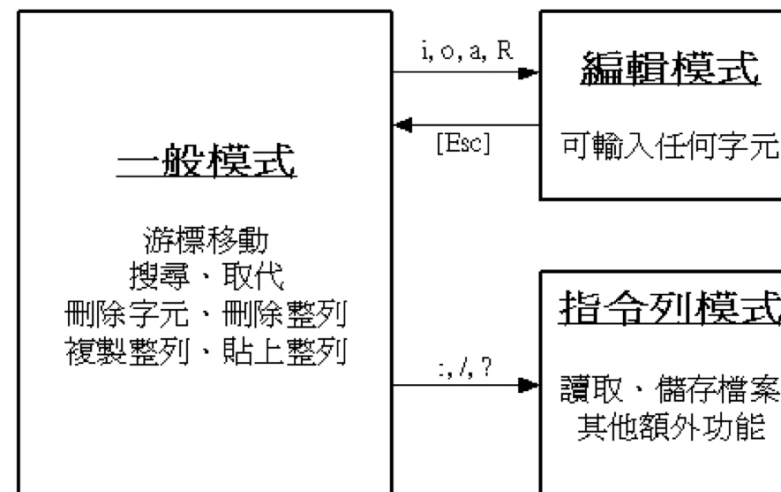 一般模式
游標移動
搜尋、取代
刪除字元、刪除整列
複製整列、貼上整列
i, o, a, R
[Esc]
編輯模式
可輸入任何字元
:, /, ?
指令列模式
讀取、儲存檔案
其他額外功能